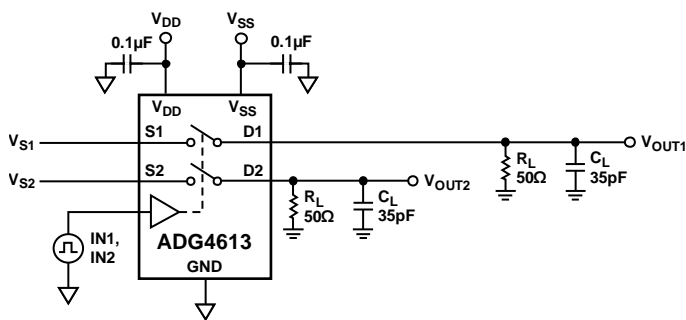 VDD
VSS
0.1µF
0.1µF
VDD
VSS
VS1
S1
D1
VOUT1
RL
50Ω
CL
35pF
VS2
S2
D2
VOUT2
RL
50Ω
CL
35pF
IN1,
IN2
ADG4613
GND